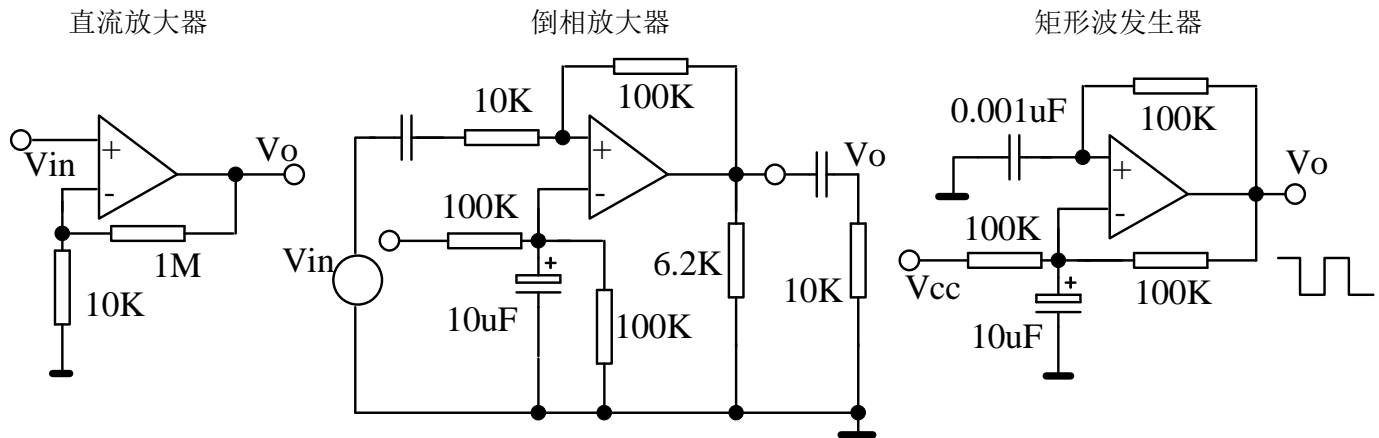 直流放大器
Vin
+
-
Vo
1M
10K
倒相放大器
10K
100K
+
-
Vo
100K
Vin
+
10uF
100K
6.2K
10K
矩形波发生器
0.001uF
100K
+
-
Vo
100K
Vcc
+
100K
10uF